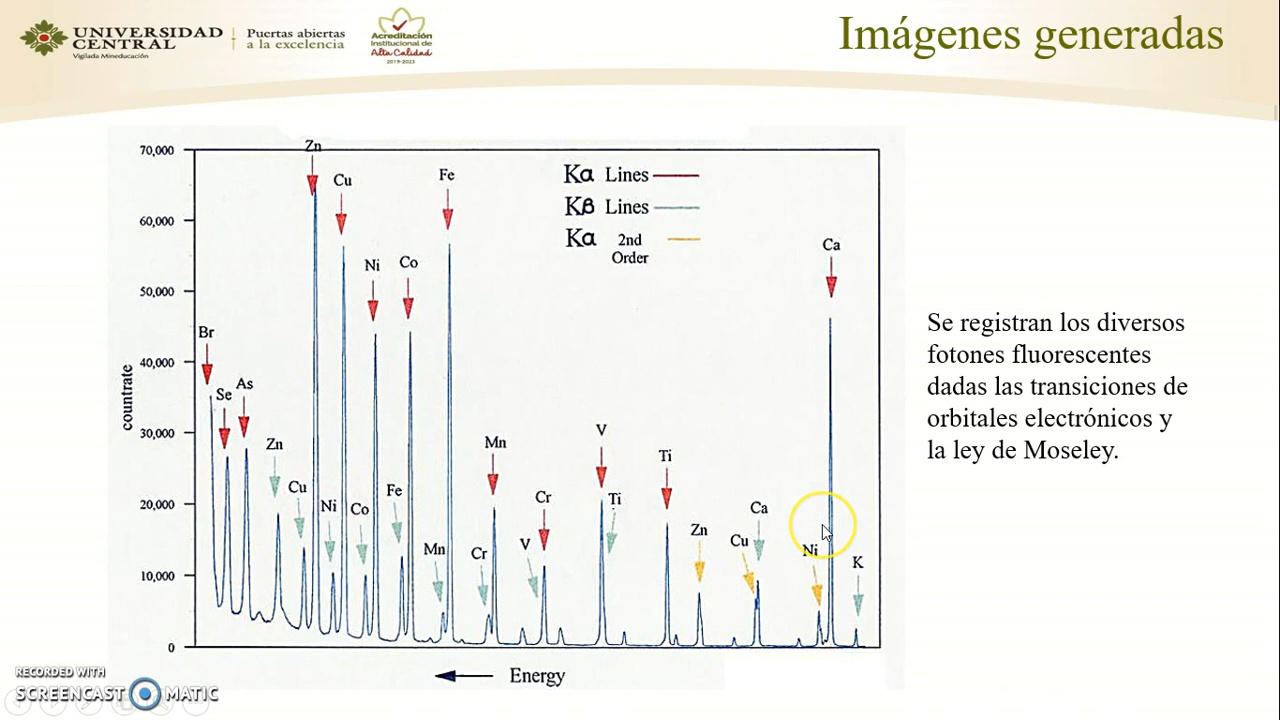 UNIVERSIDAD
CENTRAL
Vigilada Mineducación
Puertas abiertas
a la excelencia
Acreditación
Institucional de
Alta Calidad
2019-2023
Imágenes generadas
70,000
60,000
50,000
40,000
30,000
20,000
10,000
0
countrate
Kα Lines
Kβ Lines
Kα 2nd
Order
Zn
Cu
Fe
Ni
Co
Ca
Br
Se
As
Zn
Cu
Ni
Co
Fe
Mn
Mn
Cr
V
Cr
V
Ti
Ti
Zn
Cu
Ca
Ni
K
Energy
Se registran los diversos
fotones fluorescentes
dadas las transiciones de
orbitales electrónicos y
la ley de Moseley.
RECORDED WITH
SCREENCAST MATIC